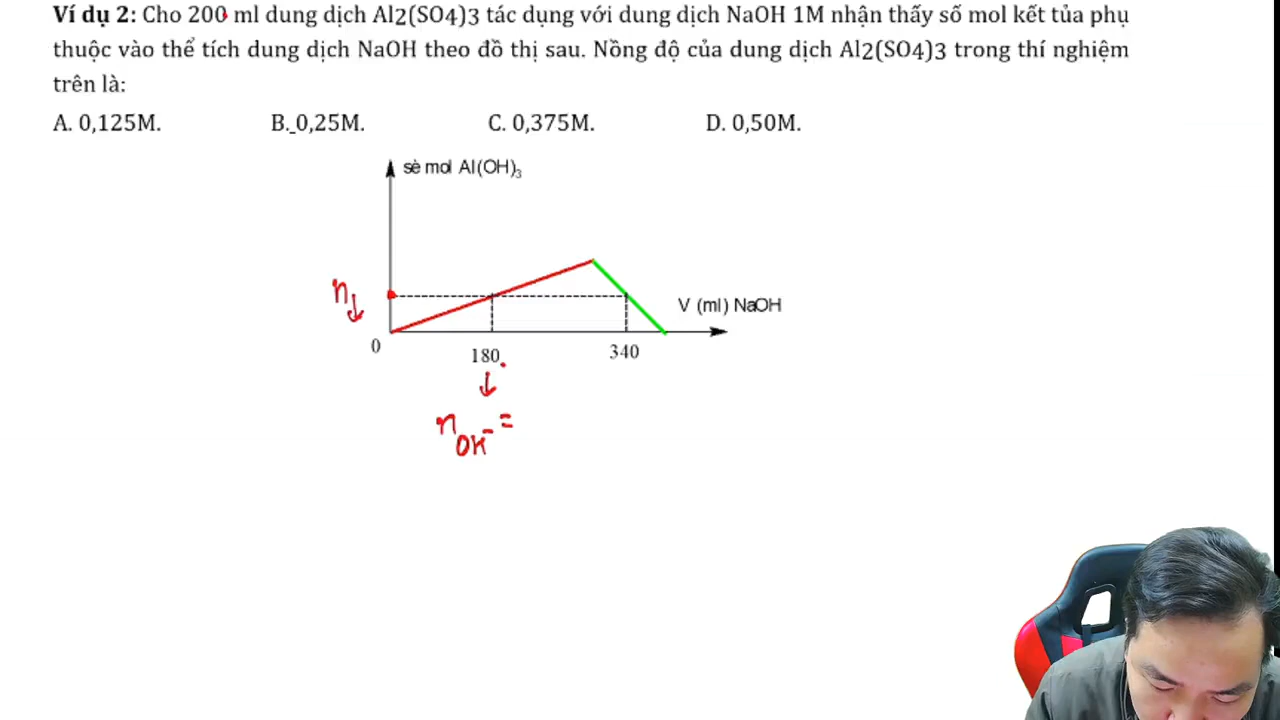 Ví dụ 2: Cho 200 ml dung dịch Al2(SO4)3 tác dụng với dung dịch NaOH 1M nhận thấy số mol kết tủa phụ
thuộc vào thể tích dung dịch NaOH theo đồ thị sau. Nồng độ của dung dịch Al2(SO4)3 trong thí nghiệm
trên là:
A. 0,125M. B. 0,25M. C. 0,375M. D. 0,50M.
sè mol Al(OH)3
n↓
V (ml) NaOH
0
180 340
↓
nOH- =